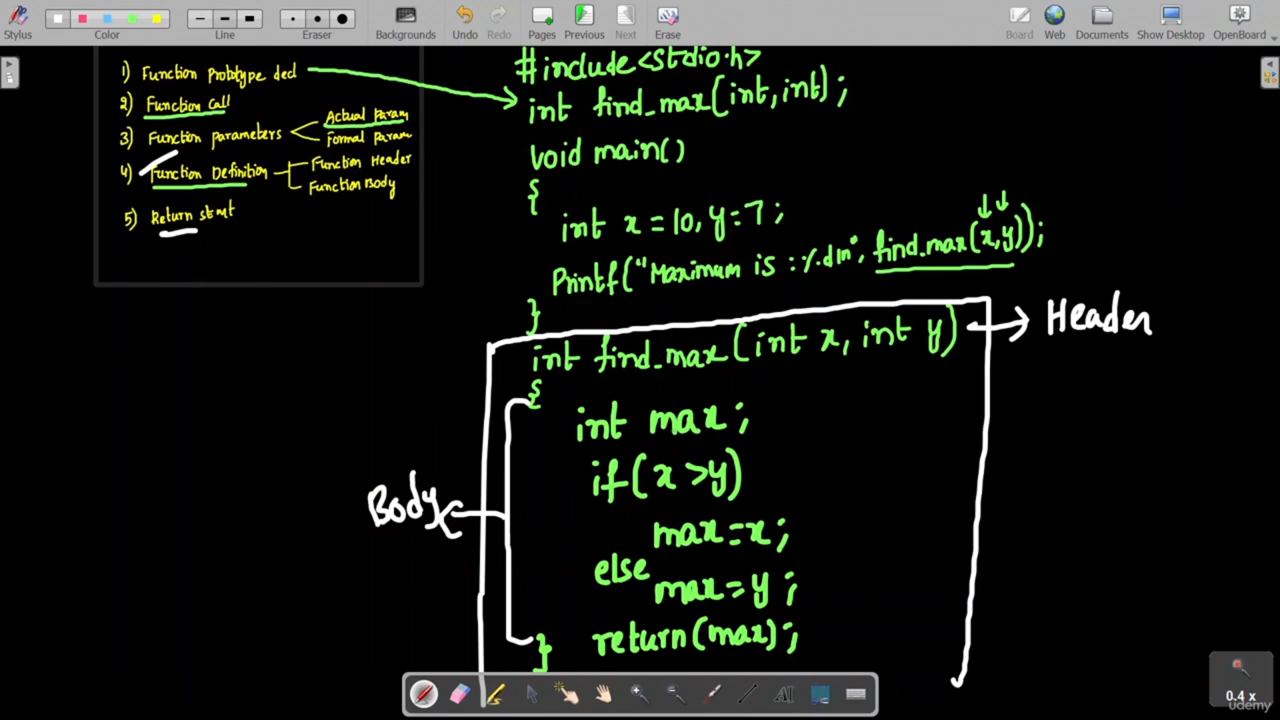 Stylus
Color
Line
Eraser
Backgrounds
Undo
Redo
Pages
Previous
Next
Erase
Board
Web
Documents
Show Desktop
OpenBoard
1) Function Prototype decl
2) Function Call
3) Function parameters
Actual Param
Formal Param
4) Function Definition
Function Header
Function Body
5) Return stmt
#include<stdio.h>
int find_max(int,int);
void main()
{
int x=10, y=7;
Printf("Maximum is :%d\n", find_max(x,y));
}
int find_max(int x, int y)
Header
{
int max;
if(x>y)
max=x;
Body
else
max=y;
return(max);
}
0.4 x
udemy